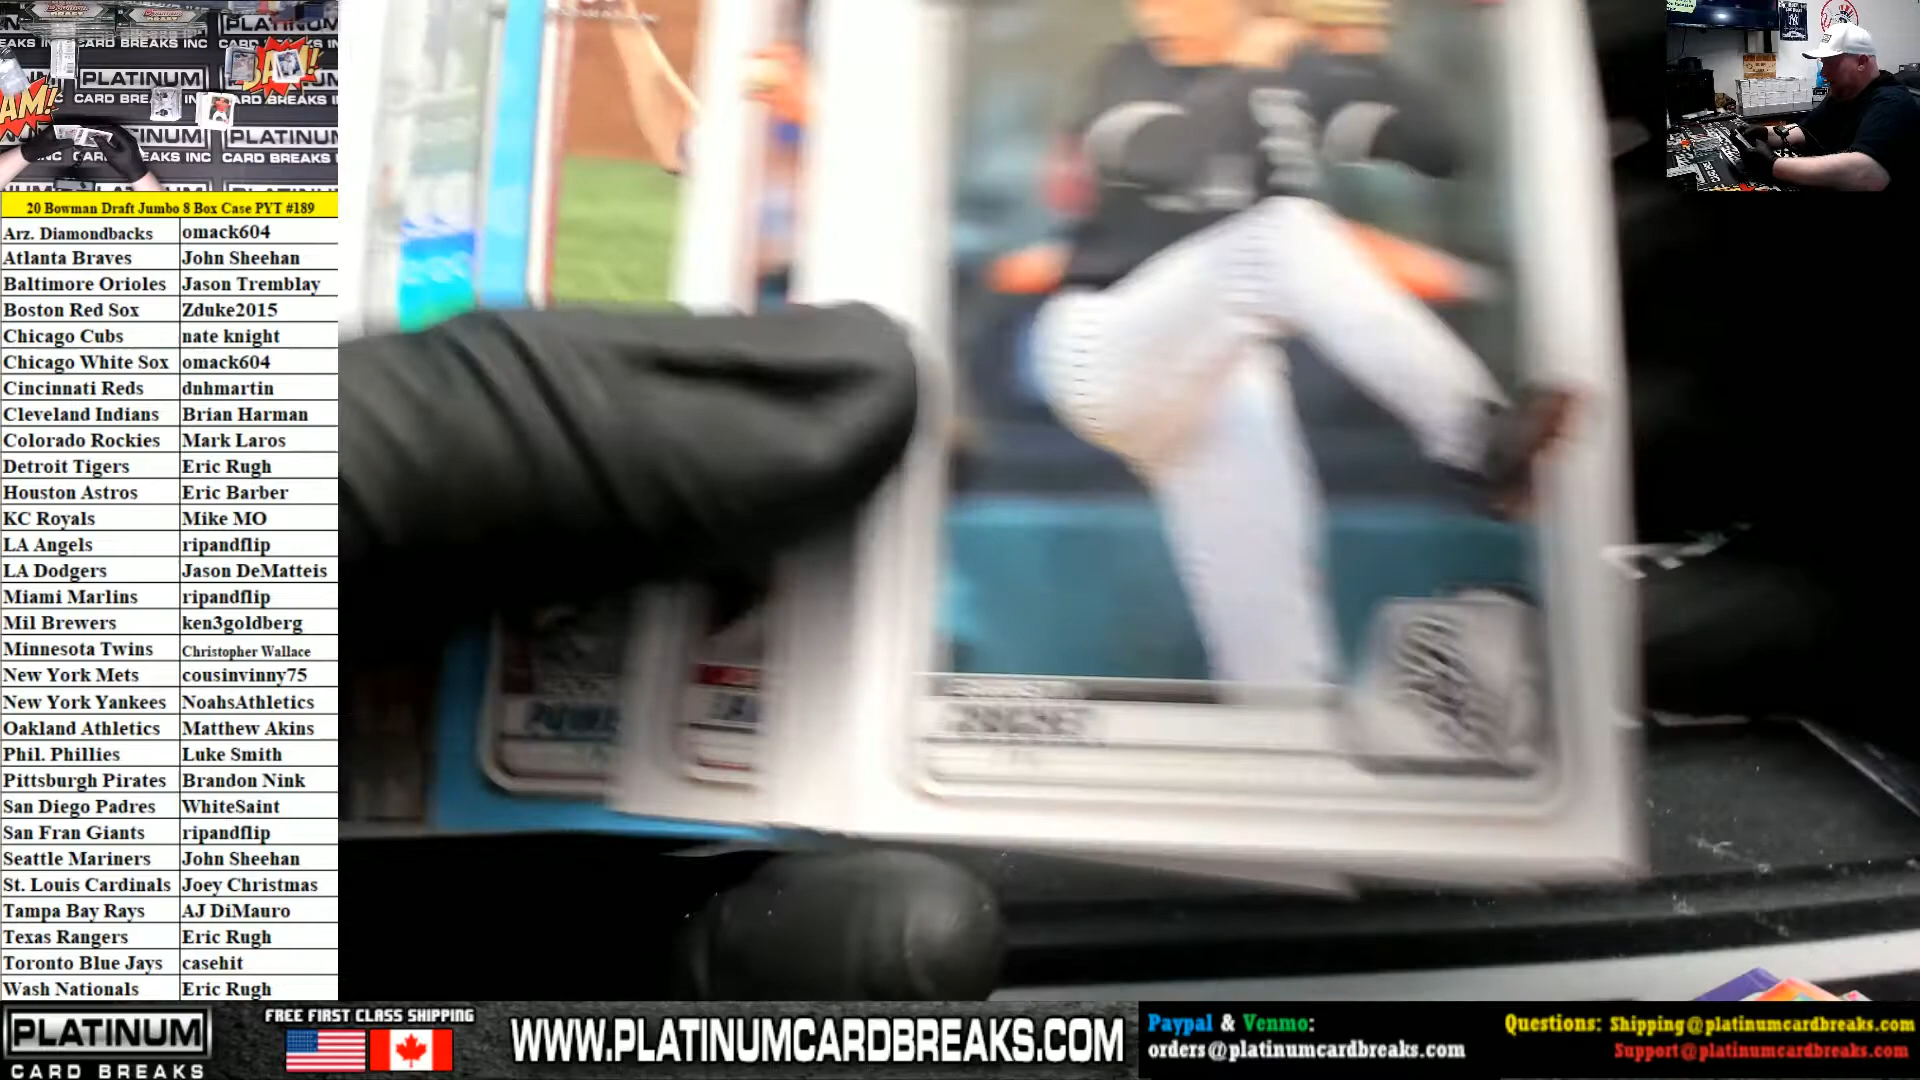 PLATINUM
CARD BREAKS INC
PLATINUM
CARD BREAKS INC
BAM!
20 Bowman Draft Jumbo 8 Box Case PYT #189
Arz. Diamondbacks omack604
Atlanta Braves John Sheehan
Baltimore Orioles Jason Tremblay
Boston Red Sox Zduke2015
Chicago Cubs nate knight
Chicago White Sox omack604
Cincinnati Reds dnhmartin
Cleveland Indians Brian Harman
Colorado Rockies Mark Laros
Detroit Tigers Eric Rugh
Houston Astros Eric Barber
KC Royals Mike MO
LA Angels ripandflip
LA Dodgers Jason DeMatteis
Miami Marlins ripandflip
Mil Brewers ken3goldberg
Minnesota Twins Christopher Wallace
New York Mets cousinvinny75
New York Yankees NoahsAthletics
Oakland Athletics Matthew Akins
Phil. Phillies Luke Smith
Pittsburgh Pirates Brandon Nink
San Diego Padres WhiteSaint
San Fran Giants ripandflip
Seattle Mariners John Sheehan
St. Louis Cardinals Joey Christmas
Tampa Bay Rays AJ DiMauro
Texas Rangers Eric Rugh
Toronto Blue Jays casehit
Wash Nationals Eric Rugh
PLATINUM
CARD BREAKS
FREE FIRST CLASS SHIPPING
WWW.PLATINUMCARDBREAKS.COM
Paypal & Venmo:
orders@platinumcardbreaks.com
Questions: Shipping@platinumcardbreaks.com
Support@platinumcardbreaks.com